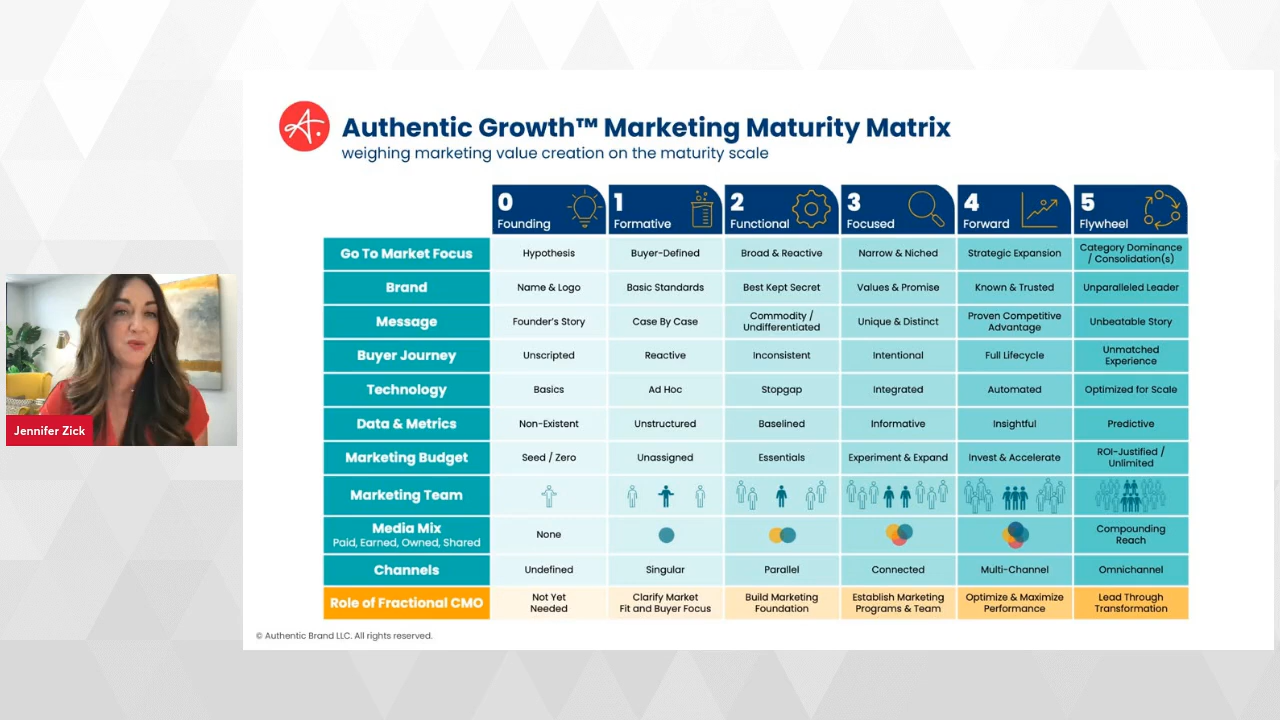 A.
Authentic Growth™ Marketing Maturity Matrix
weighing marketing value creation on the maturity scale
0 1 2 3 4 5
Founding Formative Functional Focused Forward Flywheel
Go To Market Focus Hypothesis Buyer-Defined Broad & Reactive Narrow & Niched Strategic Expansion Category Dominance
/ Consolidation(s)
Brand Name & Logo Basic Standards Best Kept Secret Values & Promise Known & Trusted Unparalleled Leader
Message Founder's Story Case By Case Commodity /
Undifferentiated Unique & Distinct Proven Competitive
Advantage Unbeatable Story
Buyer Journey Unscripted Reactive Inconsistent Intentional Full Lifecycle Unmatched
Experience
Technology Basics Ad Hoc Stopgap Integrated Automated Optimized for Scale
Data & Metrics Non-Existent Unstructured Baselined Informative Insightful Predictive
Marketing Budget Seed / Zero Unassigned Essentials Experiment & Expand Invest & Accelerate ROI-Justified /
Unlimited
Marketing Team
Media Mix
Paid, Earned, Owned, Shared None Compounding
Reach
Channels Undefined Singular Parallel Connected Multi-Channel Omnichannel
Role of Fractional CMO Not Yet
Needed Clarify Market
Fit and Buyer Focus Build Marketing
Foundation Establish Marketing
Programs & Team Optimize & Maximize
Performance Lead Through
Transformation
© Authentic Brand LLC. All rights reserved.
Jennifer Zick